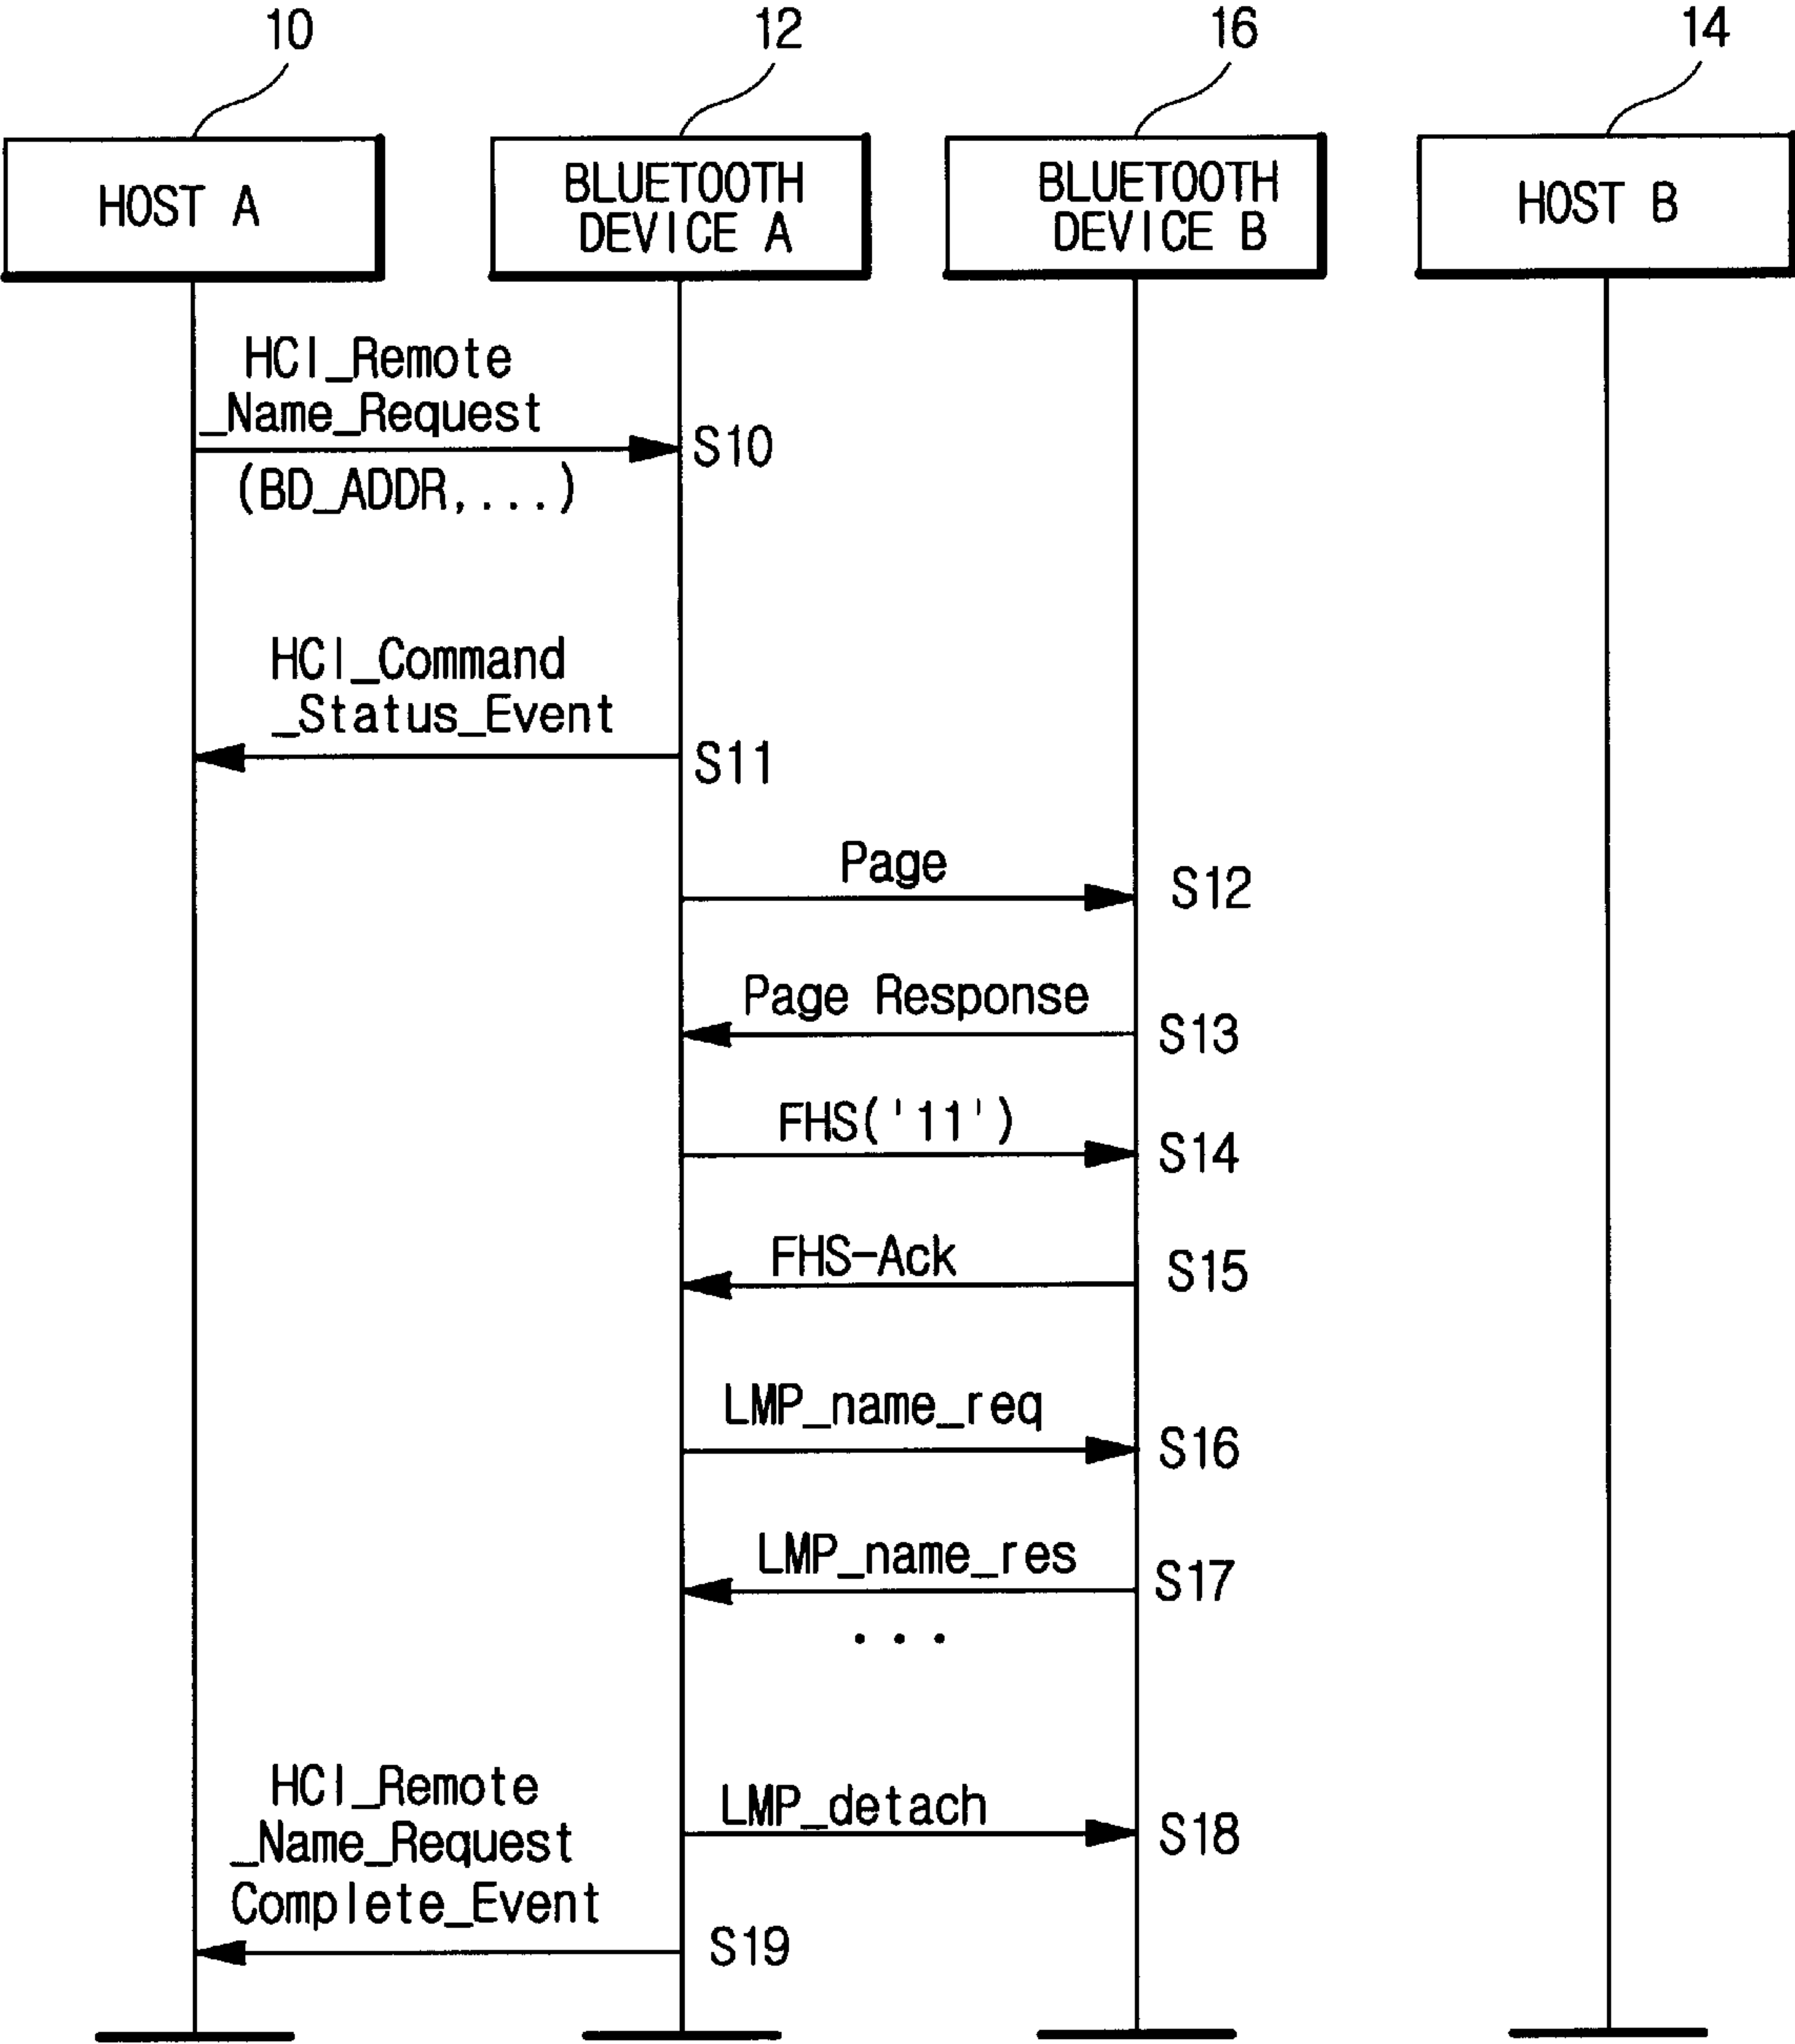 10
12
16
14
HOST A
BLUETOOTH
DEVICE A
BLUETOOTH
DEVICE B
HOST B
HCI_Remote
_Name_Request
S10
(BD_ADDR,...)
HCI_Command
_Status_Event
S11
Page
S12
Page Response
S13
FHS('11')
S14
FHS-Ack
S15
LMP_name_req
S16
LMP_name_res
S17
...
HCI_Remote
_Name_Request
Complete_Event
LMP_detach
S18
S19